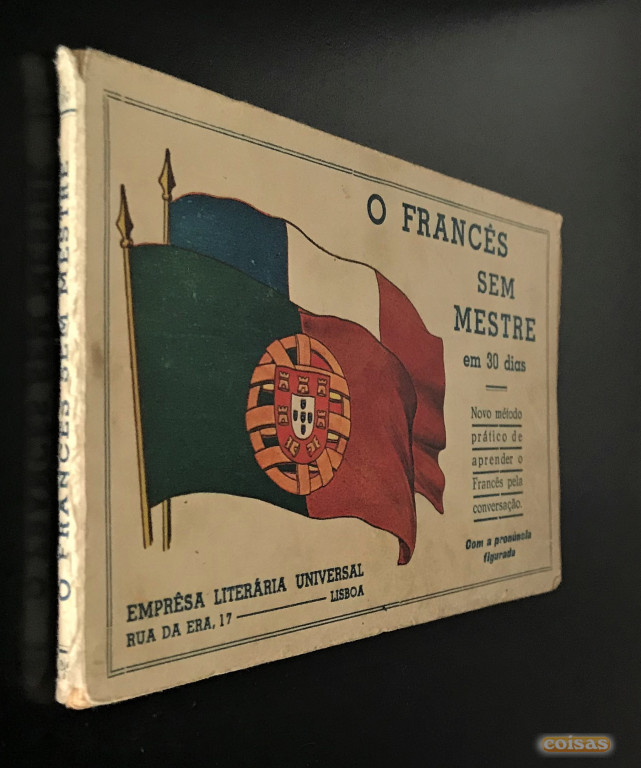 O FRANCÊS SEM MESTRE
O FRANCÊS
SEM
MESTRE
em 30 dias
Novo método
prático de
aprender o
Francês pela
conversação.
Com a pronúncia
figurada
EMPRÊSA LITERÁRIA UNIVERSAL
RUA DA ERA, 17 ———— LISBOA
coisas